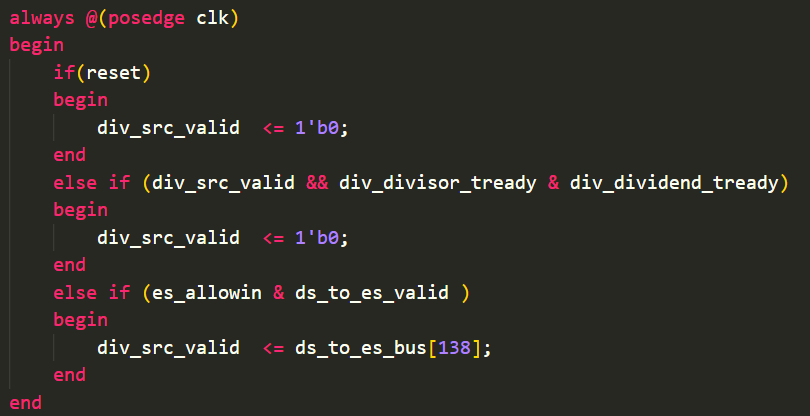 always @(posedge clk)
begin
    if(reset)
    begin
        div_src_valid  <= 1'b0;
    end
    else if (div_src_valid && div_divisor_tready & div_dividend_tready)
    begin
        div_src_valid  <= 1'b0;
    end
    else if (es_allowin & ds_to_es_valid )
    begin
        div_src_valid  <= ds_to_es_bus[138];
    end
end